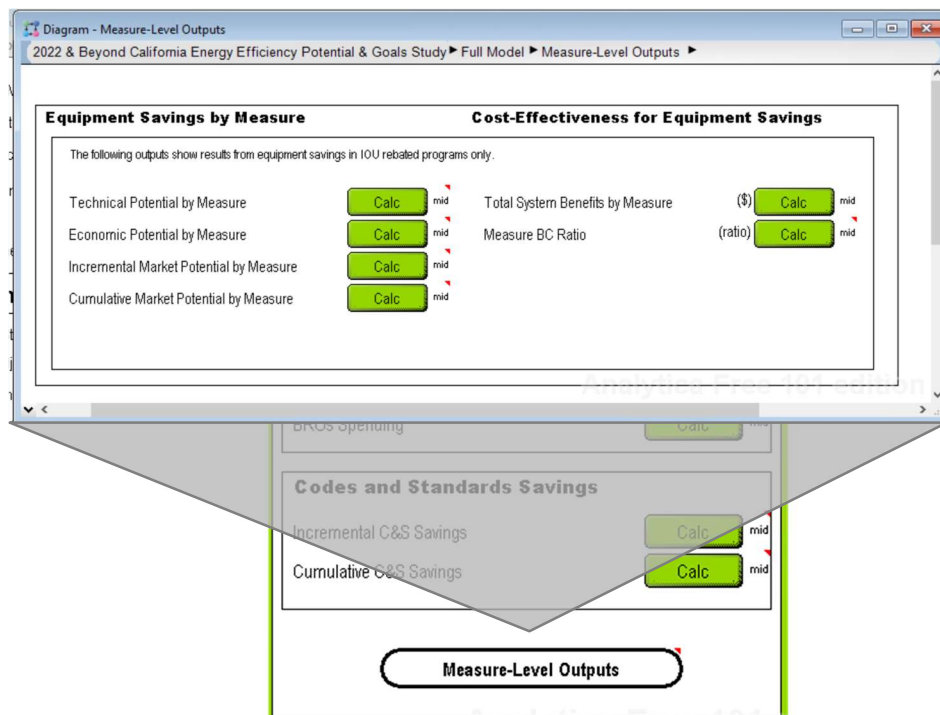 Diagram - Measure-Level Outputs
2022 & Beyond California Energy Efficiency Potential & Goals Study ▶ Full Model ▶ Measure-Level Outputs ▶
Equipment Savings by Measure
Cost-Effectiveness for Equipment Savings
The following outputs show results from equipment savings in IOU rebated programs only.
Technical Potential by Measure Calc mid
Total System Benefits by Measure ($) Calc mid
Economic Potential by Measure Calc mid
Measure BC Ratio (ratio) Calc mid
Incremental Market Potential by Measure Calc mid
Cumulative Market Potential by Measure Calc mid
Analytica Free 101 edition
BROs Spending Calc mid
Codes and Standards Savings
Incremental C&S Savings Calc mid
Cumulative C&S Savings Calc mid
Measure-Level Outputs